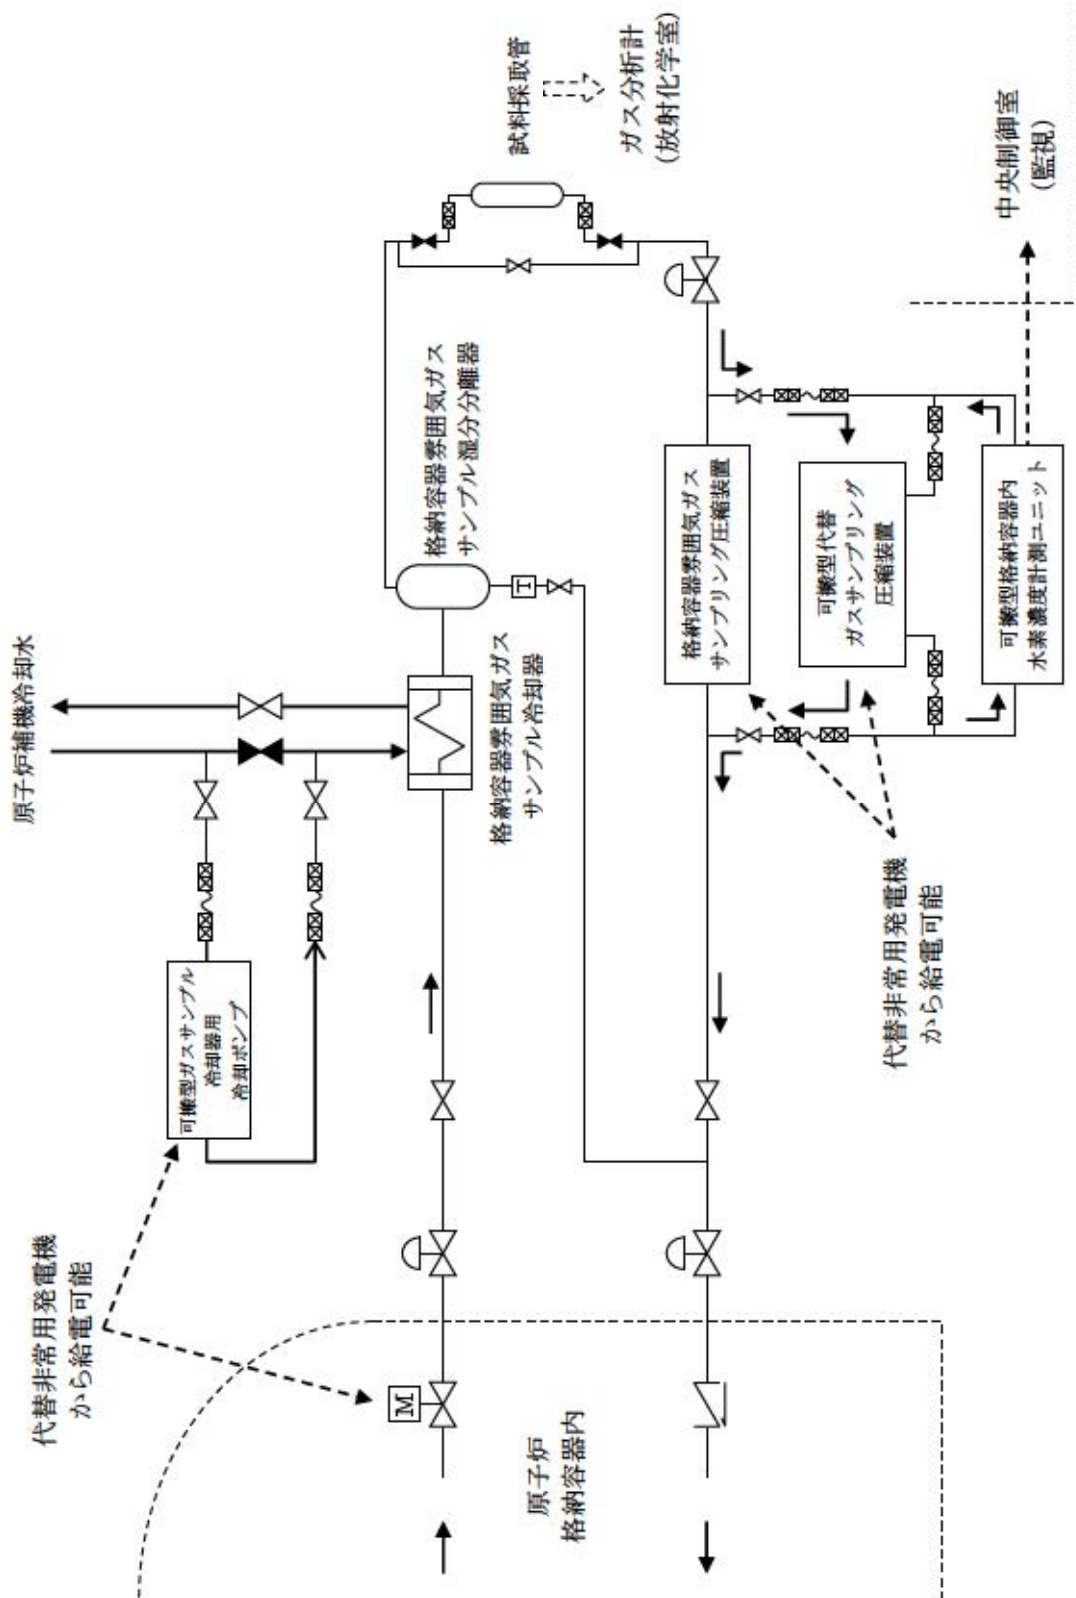 原子炉補機冷却水
可搬型ガスサンプル
冷却器用
冷却ポンプ
代替非常用発電機
から給電可能
M
原子炉
格納容器内
格納容器雰囲気ガス
サンプル冷却器
格納容器雰囲気ガス
サンプル湿分分離器
T
試料採取管
ガス分析計
(放射化学室)
格納容器雰囲気ガス
サンプリング圧縮装置
可搬型代替
ガスサンプリング
圧縮装置
可搬型格納容器内
水素濃度計測ユニット
代替非常用発電機
から給電可能
中央制御室
(監視)